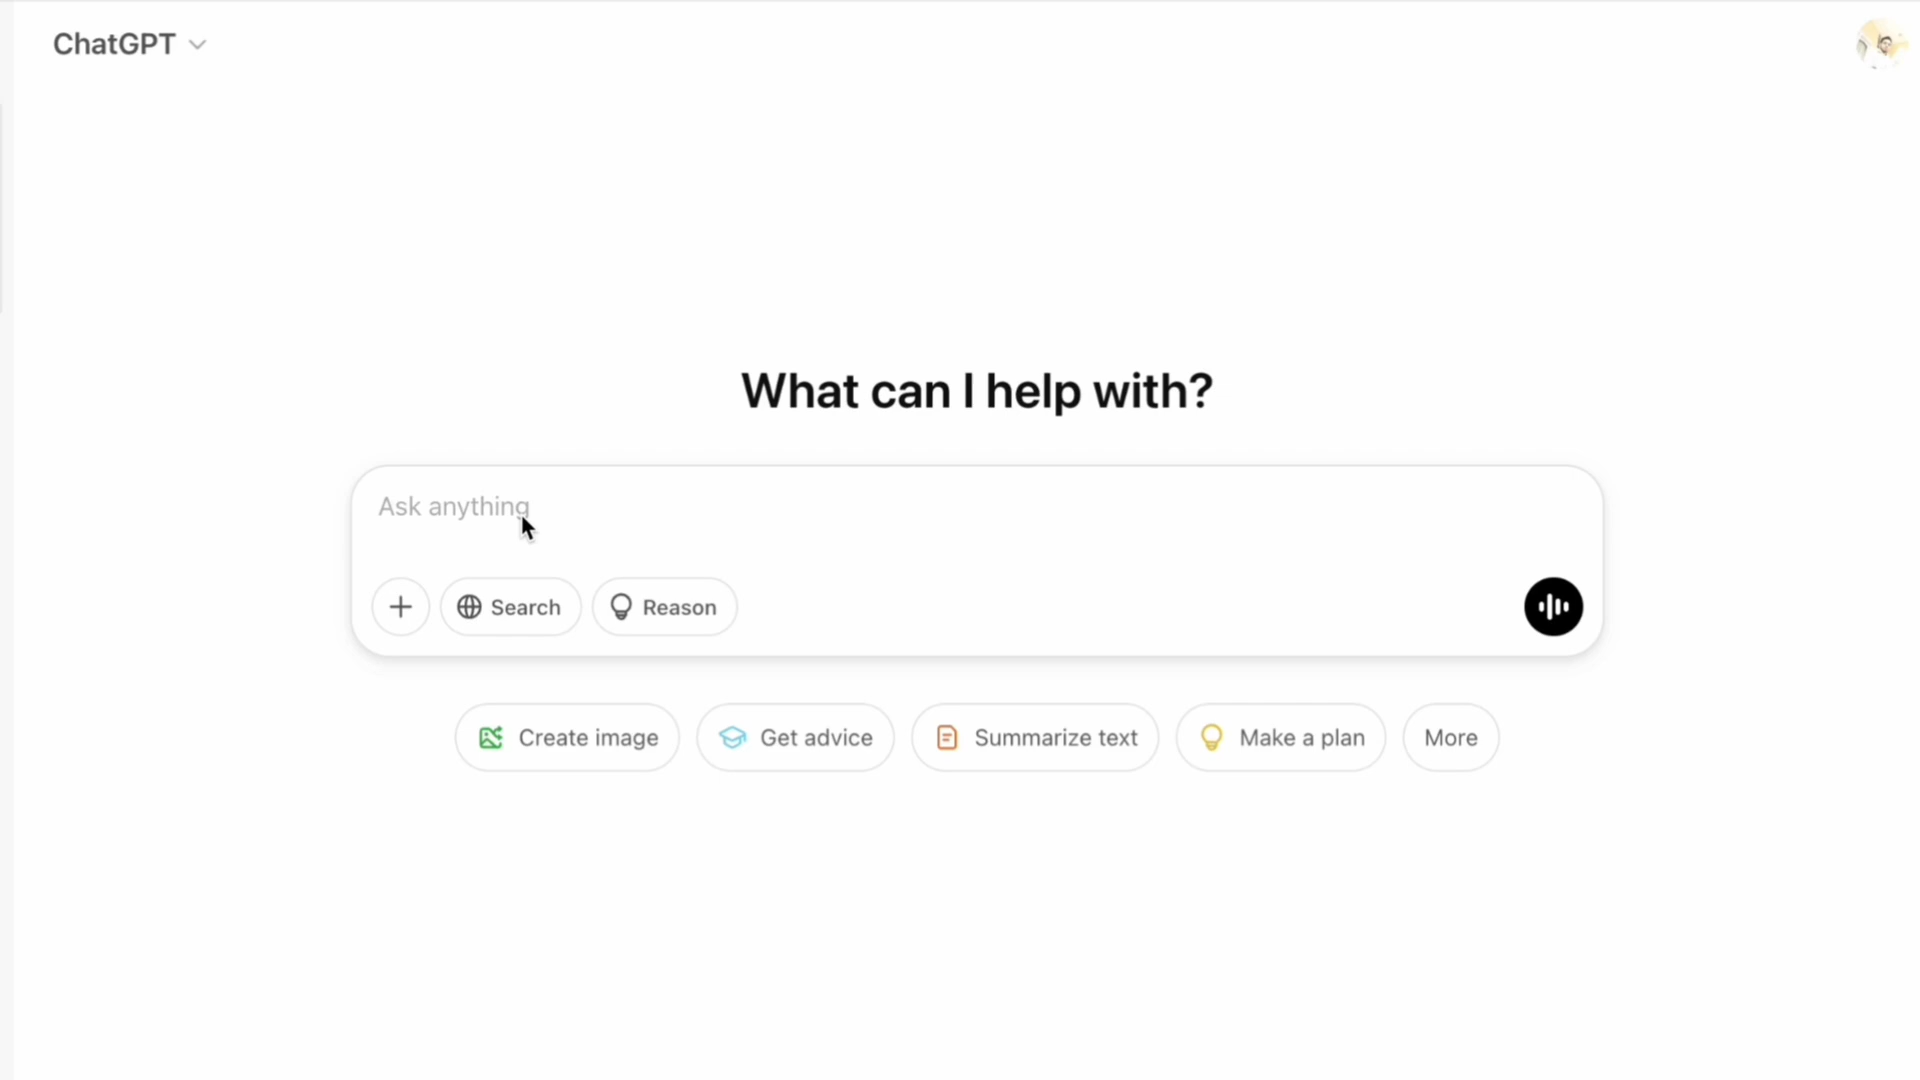 ChatGPT
What can I help with?
Ask anything
Search
Reason
Create image
Get advice
Summarize text
Make a plan
More